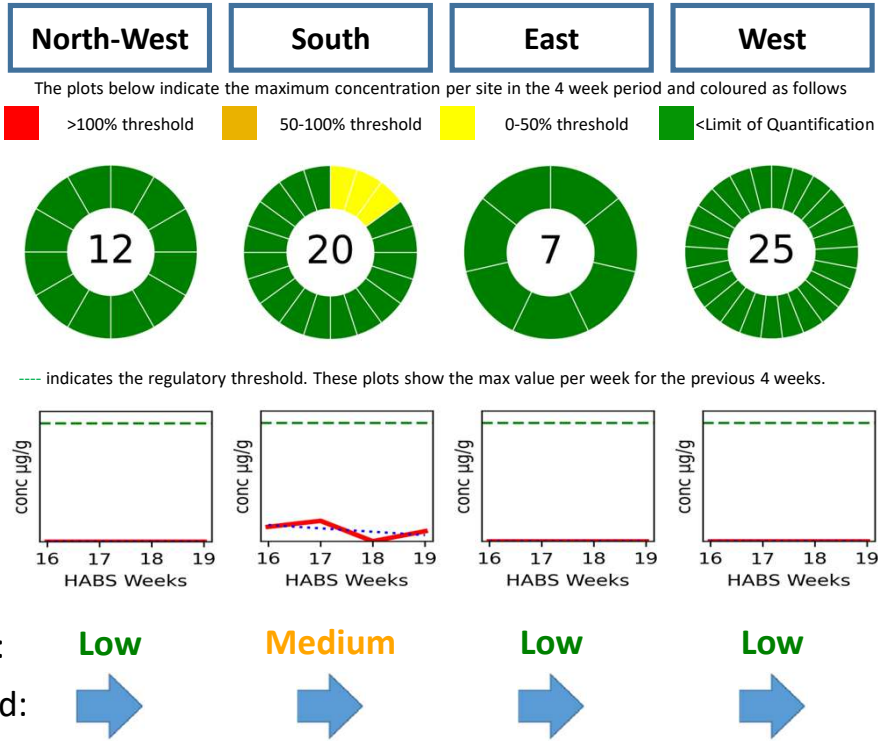 North-West South East West
The plots below indicate the maximum concentration per site in the 4 week period and coloured as follows
>100% threshold 50-100% threshold 0-50% threshold <Limit of Quantification
12 20 7 25
---- indicates the regulatory threshold. These plots show the max value per week for the previous 4 weeks.
conc µg/g conc µg/g conc µg/g conc µg/g
16 17 18 19 16 17 18 19 16 17 18 19 16 17 18 19
HABS Weeks HABS Weeks HABS Weeks HABS Weeks
: Low Medium Low Low
d: